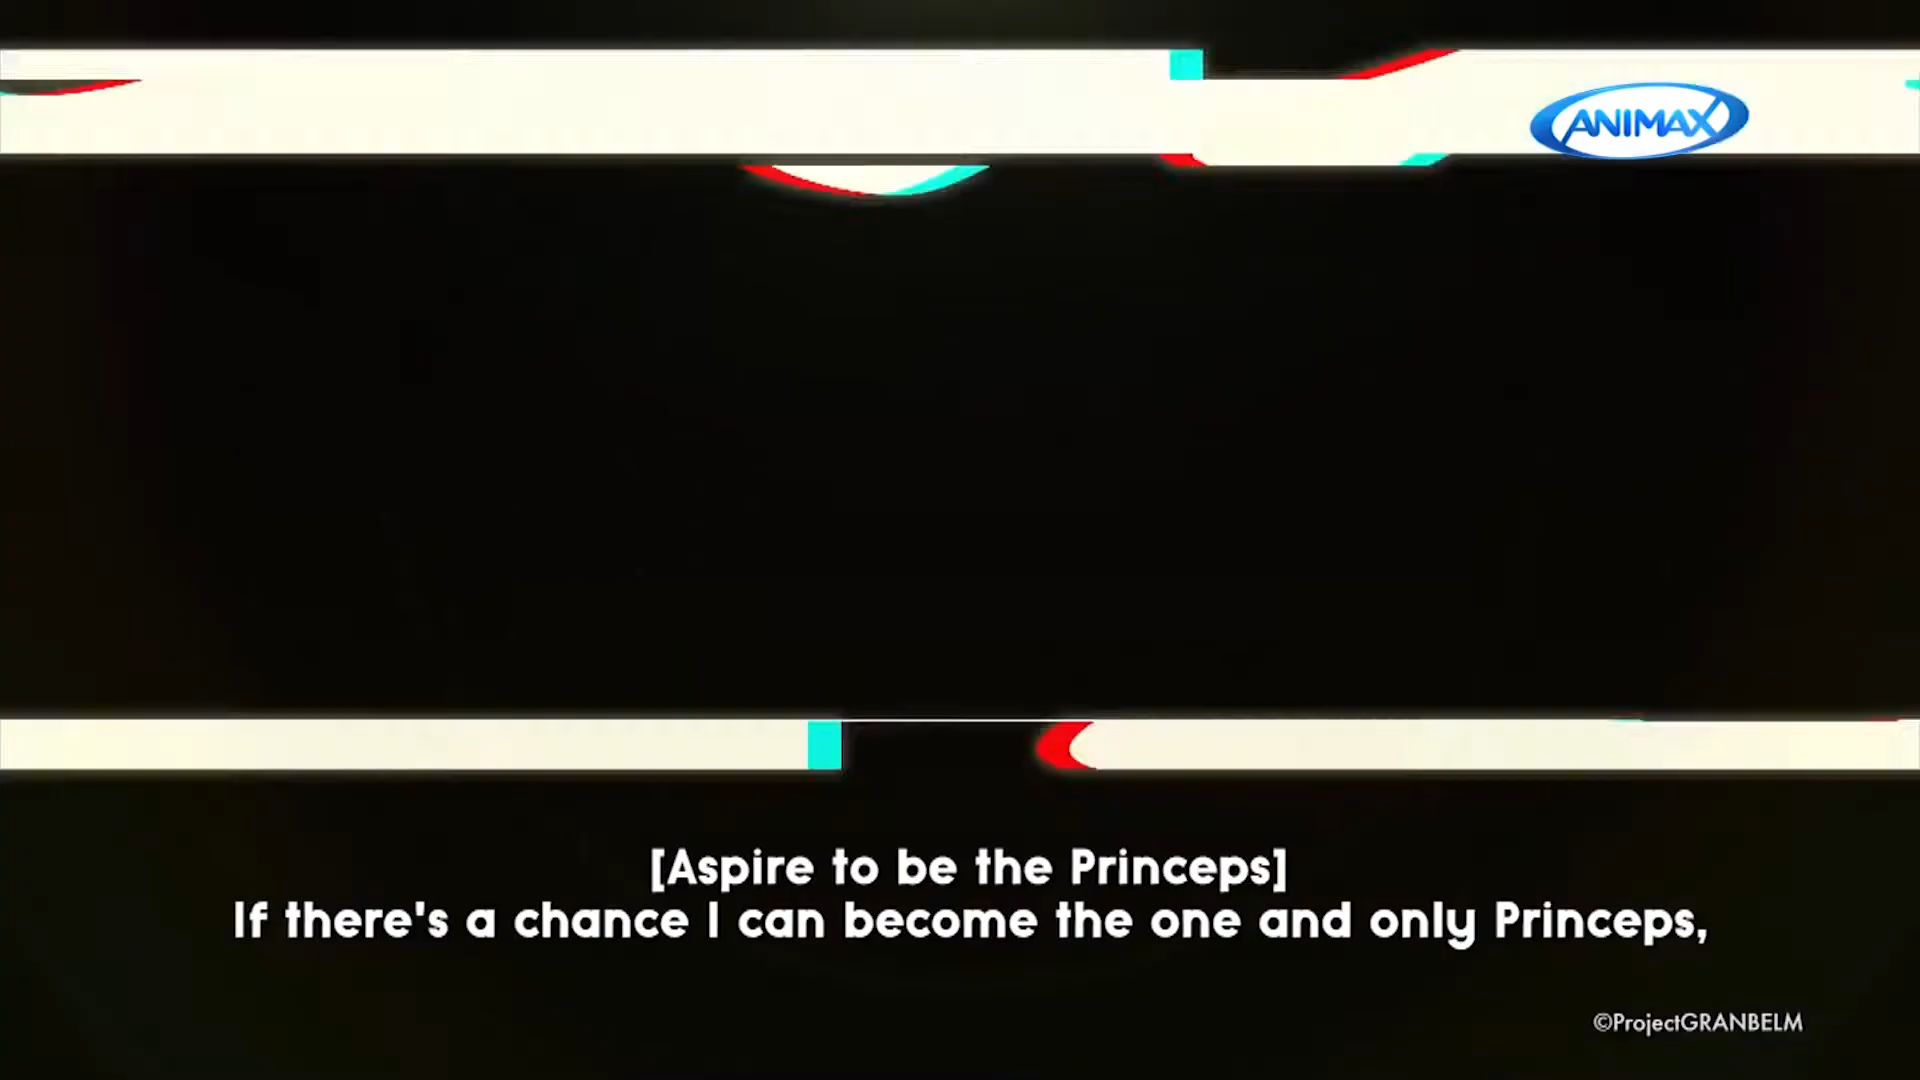 ANIMAX
[Aspire to be the Princeps]
If there's a chance I can become the one and only Princeps,
©ProjectGRANBELM